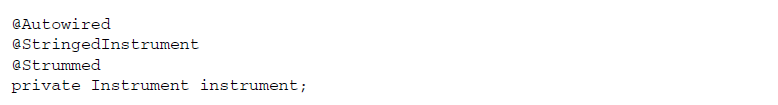 @Autowired
@StringedInstrument
@Strummed
private Instrument instrument;